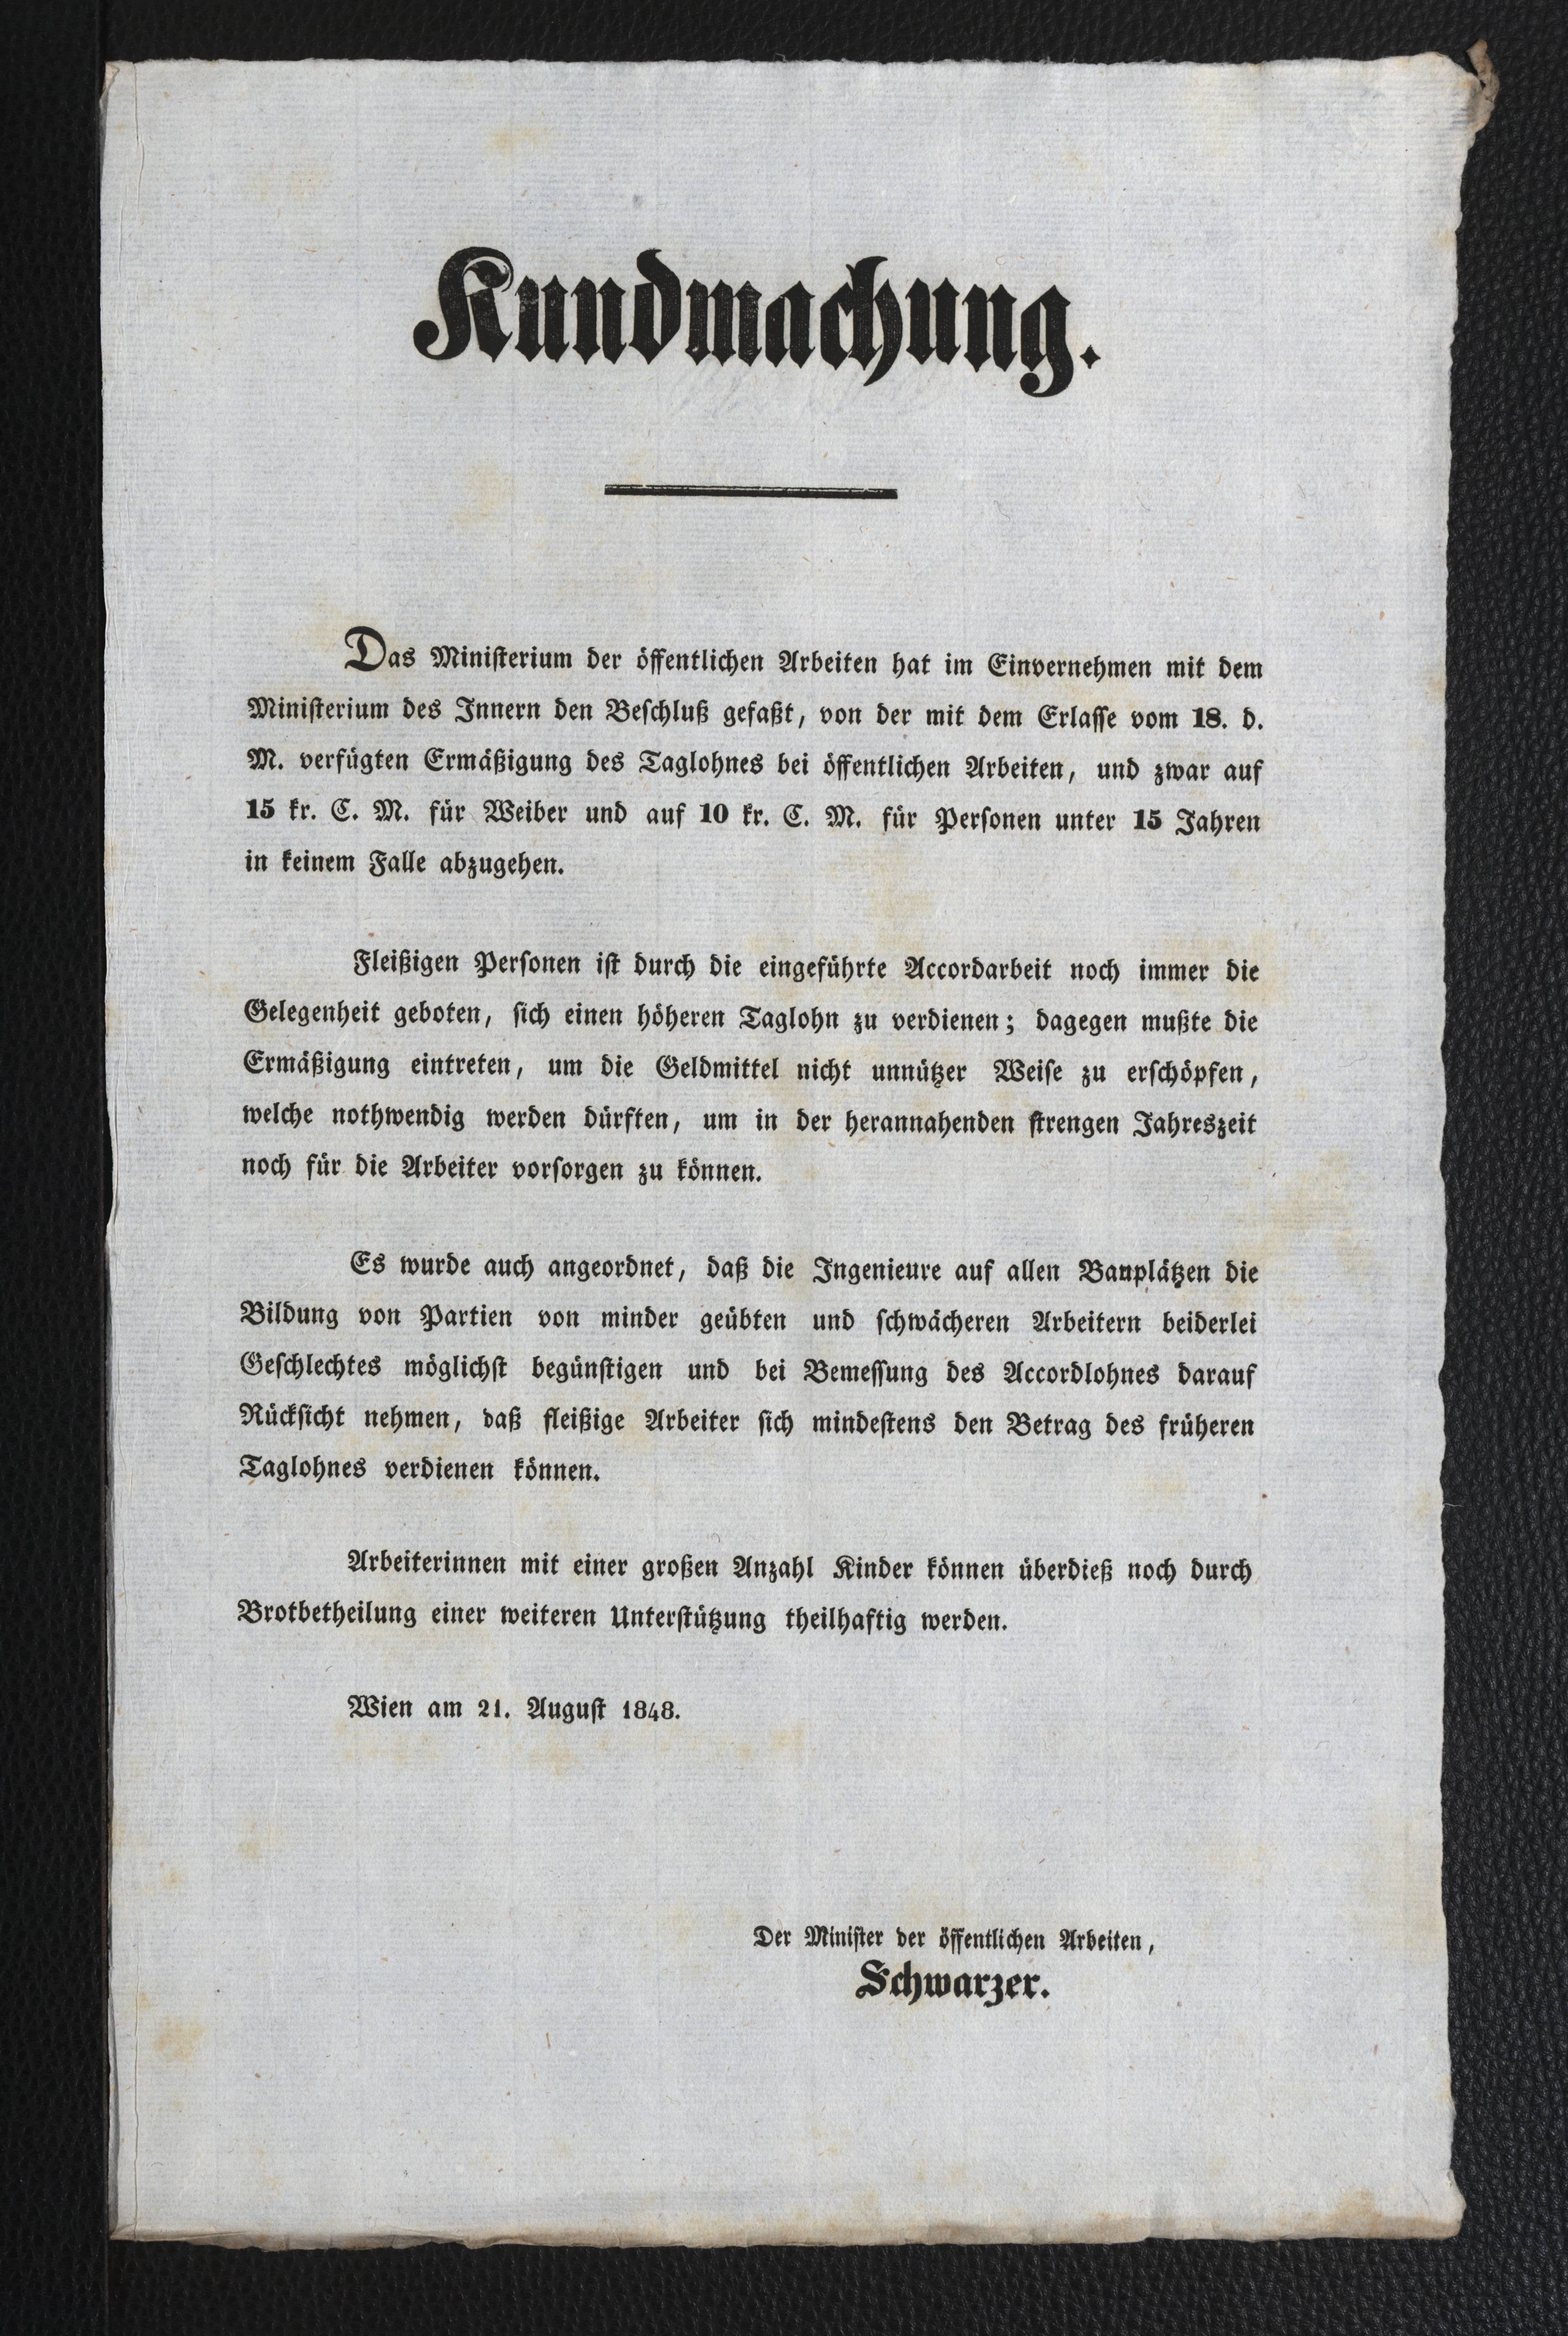 Kundmachung.
Das Ministerium der öffentlichen Arbeiten hat im Einvernehmen mit dem
Ministerium des Innern den Beschluß gefaßt, von der mit dem Erlasse vom 18. d.
M. verfügten Ermäßigung des Taglohnes bei öffentlichen Arbeiten, und zwar auf
15 kr. C. M. für Weiber und auf 10 kr. C. M. für Personen unter 15 Jahren
in keinem Falle abzugehen.
Fleißigen Personen ist durch die eingeführte Accordarbeit noch immer die
Gelegenheit geboten, sich einen höheren Taglohn zu verdienen; dagegen mußte die
Ermäßigung eintreten, um die Geldmittel nicht unnützer Weise zu erschöpfen,
welche nothwendig werden dürften, um in der herannahenden strengen Jahreszeit
noch für die Arbeiter vorsorgen zu können.
Es wurde auch angeordnet, daß die Ingenieure auf allen Bauplätzen die
Bildung von Partien von minder geübten und schwächeren Arbeitern beiderlei
Geschlechtes möglichst begünstigen und bei Bemessung des Accordlohnes darauf
Rücksicht nehmen, daß fleißige Arbeiter sich mindestens den Betrag des früheren
Taglohnes verdienen können.
Arbeiterinnen mit einer großen Anzahl Kinder können überdieß noch durch
Brotbetheilung einer weiteren Unterstützung theilhaftig werden.
Wien am 21. August 1848.
Der Minister der öffentlichen Arbeiten,
Schwarzer.